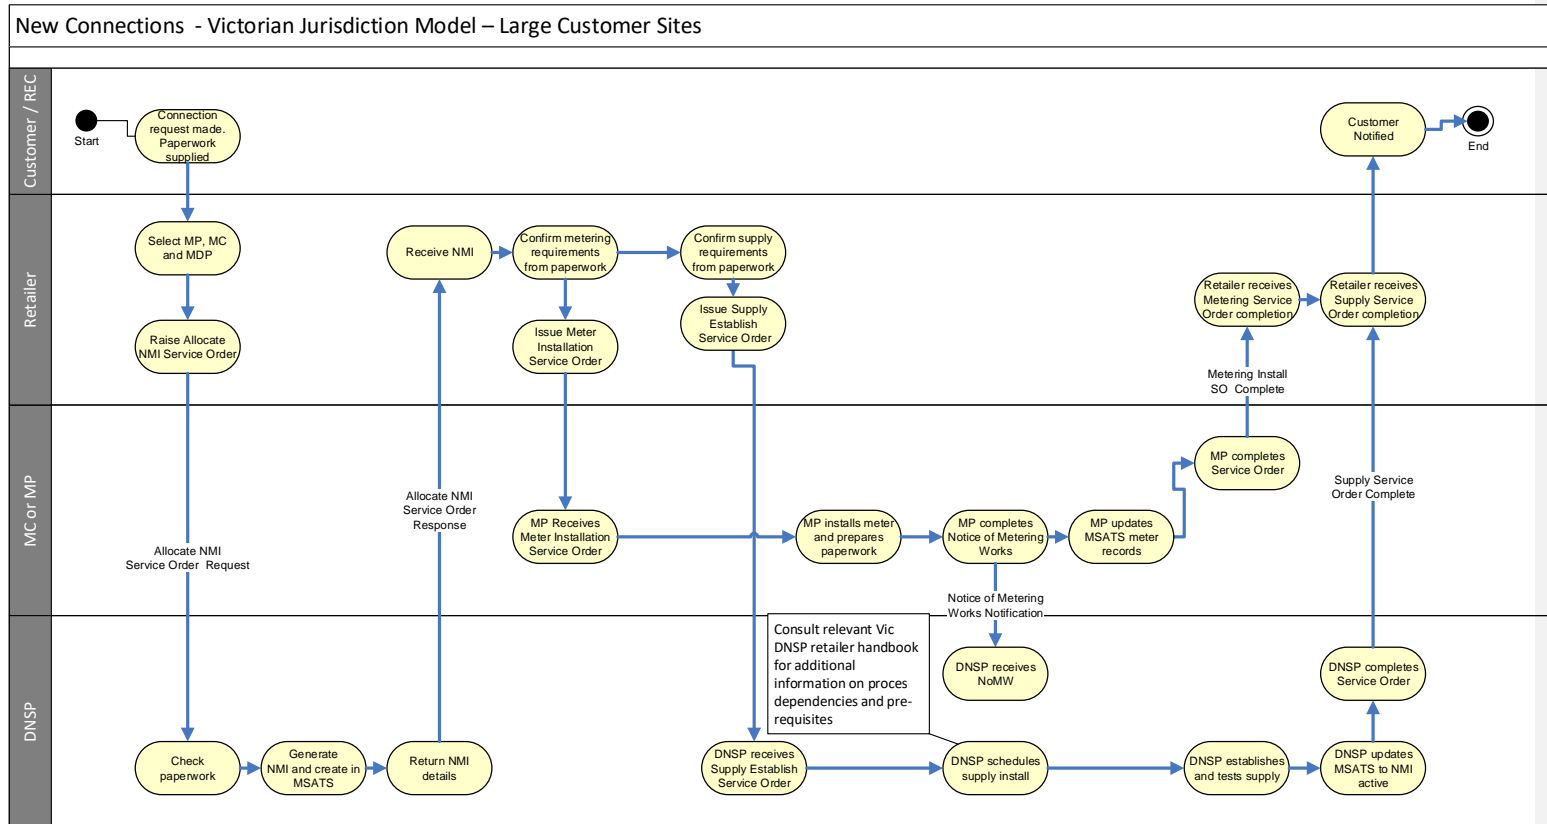 New Connections - Victorian Jurisdiction Model – Large Customer Sites
Customer / REC
Start
Connection
request made.
Paperwork
supplied
Customer
Notified
End
Retailer
Select MP, MC
and MDP
Raise Allocate
NMI Service Order
Receive NMI
Confirm metering
requirements
from paperwork
Issue Meter
Installation
Service Order
Confirm supply
requirements
from paperwork
Issue Supply
Establish
Service Order
Retailer receives
Metering Service
Order completion
Retailer receives
Supply Service
Order completion
Metering Install
SO Complete
MC or MP
Allocate NMI
Service Order Request
Allocate NMI
Service Order
Response
MP Receives
Meter Installation
Service Order
MP installs meter
and prepares
paperwork
MP completes
Notice of Metering
Works
MP updates
MSATS meter
records
MP completes
Service Order
Supply Service
Order Complete
Notice of Metering
Works Notification
DNSP
Check
paperwork
Generate
NMI and create in
MSATS
Return NMI
details
DNSP receives
Supply Establish
Service Order
Consult relevant Vic
DNSP retailer handbook
for additional
information on proces
dependencies and pre-
requisites
DNSP receives
NoMW
DNSP schedules
supply install
DNSP establishes
and tests supply
DNSP updates
MSATS to NMI
active
DNSP completes
Service Order